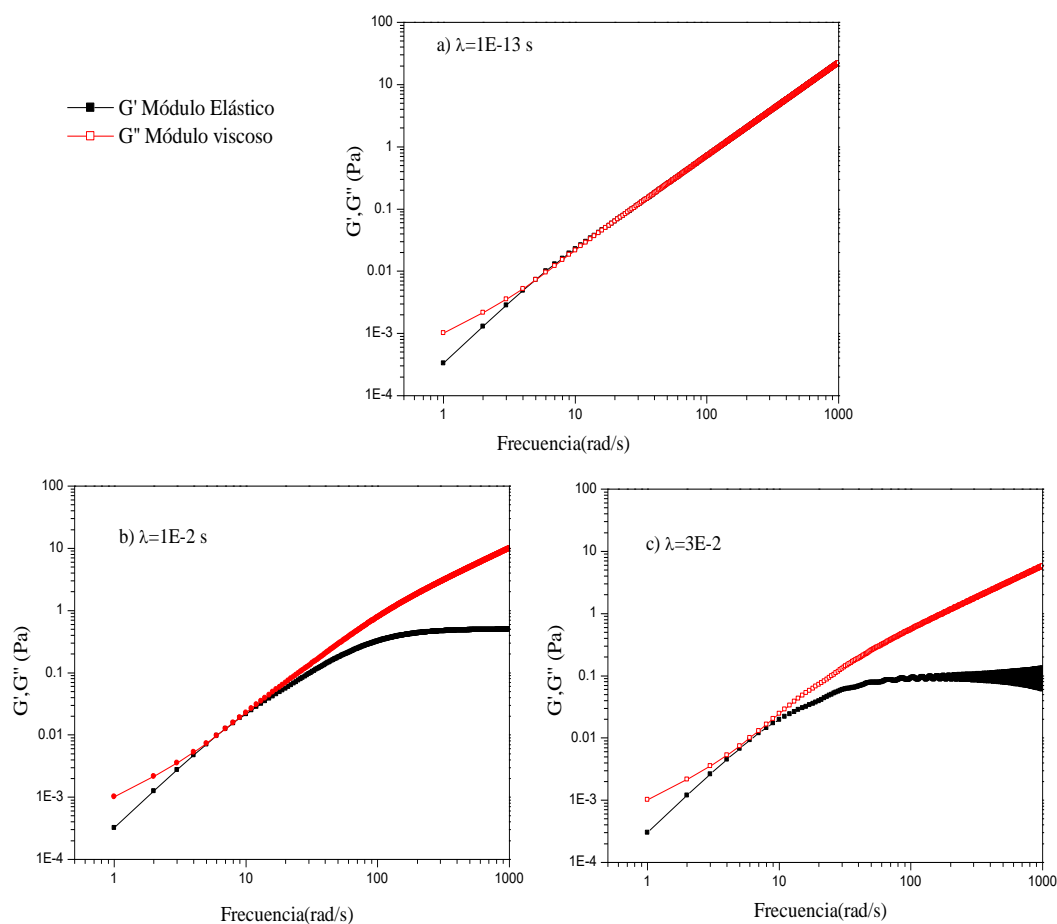 a) λ=1E-13 s
G' Módulo Elástico
G'' Módulo viscoso
100
10
1
0.1
0.01
1E-3
1E-4
G',G'' (Pa)
1
10
100
1000
Frecuencia(rad/s)
b) λ=1E-2 s
100
10
1
0.1
0.01
1E-3
1E-4
G',G'' (Pa)
1
10
100
1000
Frecuencia(rad/s)
c) λ=3E-2
100
10
1
0.1
0.01
1E-3
1E-4
G',G'' (Pa)
1
10
100
1000
Frecuencia(rad/s)